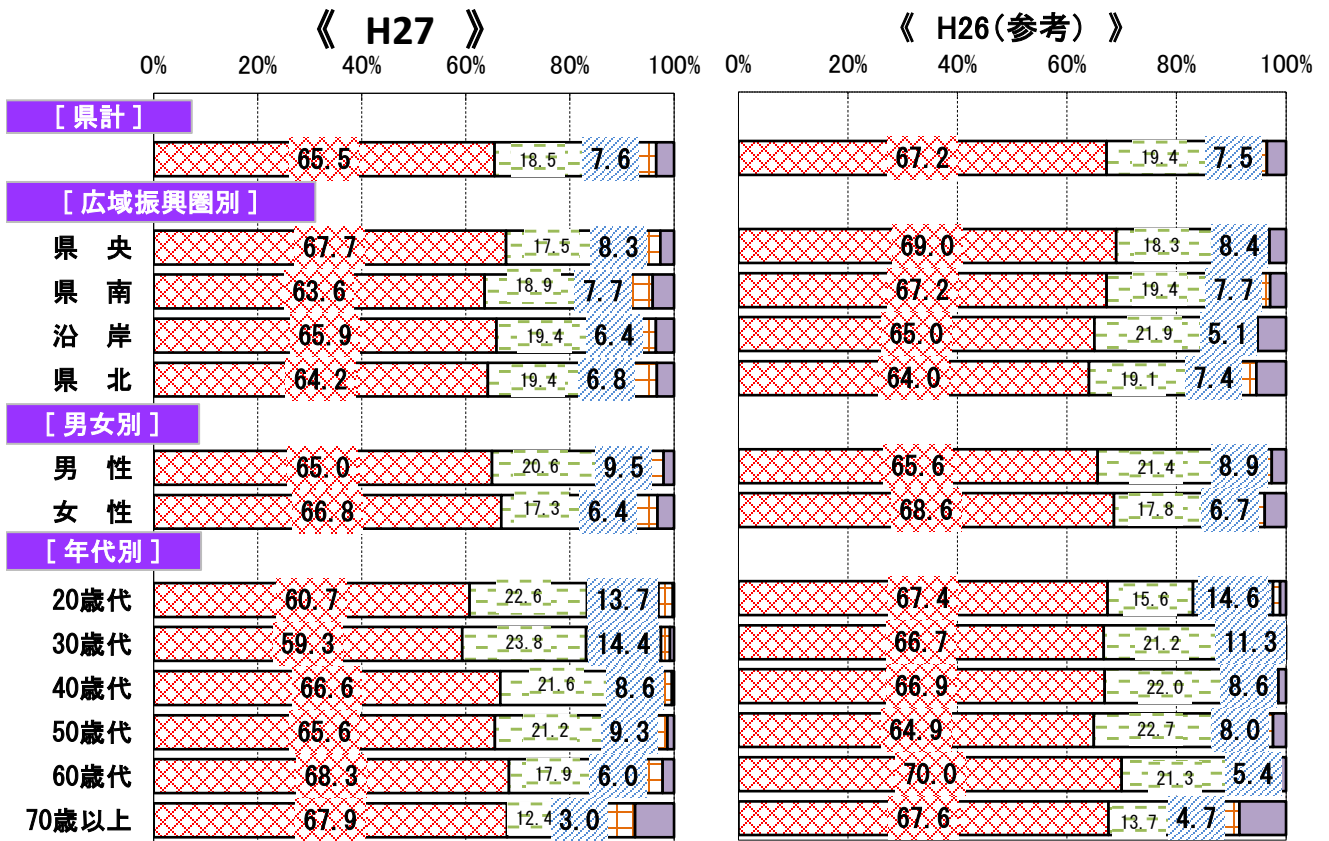 《 H27 》 《 H26(参考) 》
0% 20% 40% 60% 80% 100% 0% 20% 40% 60% 80% 100%
[ 県計 ]
65.5 18.5 7.6 67.2 19.4 7.5
[ 広域振興圏別 ]
県 央 67.7 17.5 8.3 69.0 18.3 8.4
県 南 63.6 18.9 7.7 67.2 19.4 7.7
沿 岸 65.9 19.4 6.4 65.0 21.9 5.1
県 北 64.2 19.4 6.8 64.0 19.1 7.4
[ 男女別 ]
男 性 65.0 20.6 9.5 65.6 21.4 8.9
女 性 66.8 17.3 6.4 68.6 17.8 6.7
[ 年代別 ]
20歳代 60.7 22.6 13.7 67.4 15.6 14.6
30歳代 59.3 23.8 14.4 66.7 21.2 11.3
40歳代 66.6 21.6 8.6 66.9 22.0 8.6
50歳代 65.6 21.2 9.3 64.9 22.7 8.0
60歳代 68.3 17.9 6.0 70.0 21.3 5.4
70歳以上 67.9 12.4 3.0 67.6 13.7 4.7